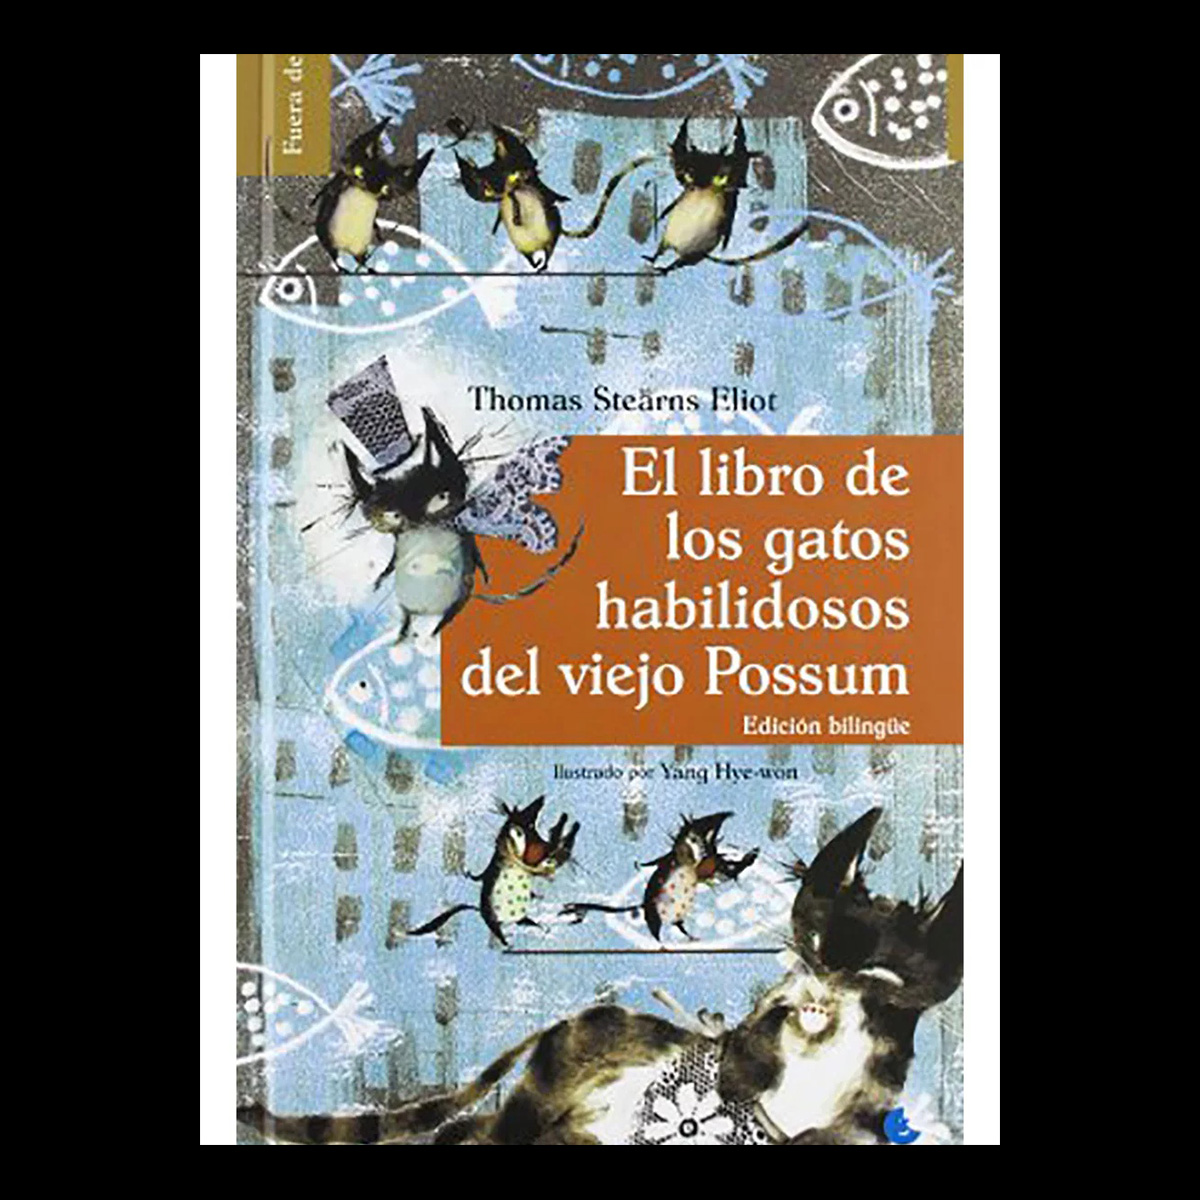 Fuera de
Thomas Stearns Eliot
El libro de
los gatos
habilidosos
del viejo Possum
Edición bilingüe
Ilustrado por Yang Hye-won